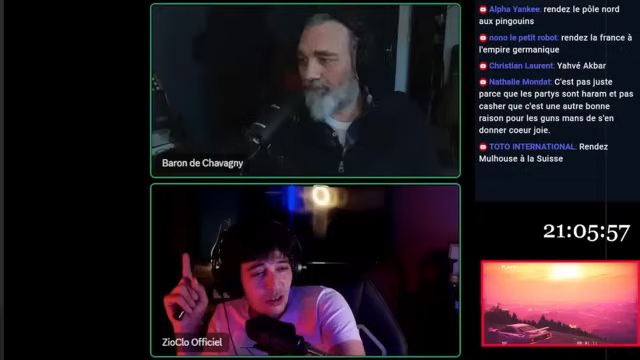 Alpha Yankee: rendez le pôle nord
aux pingouins
nono le petit robot: rendez la france à
l'empire germanique
Christian Laurent: Yahvé Akbar
Nathalie Mondat: C'est pas juste
parce que les partys sont haram et pas
casher que c'est une autre bonne
raison pour les guns mans de s'en
donner coeur joie.
TOTO INTERNATIONAL: Rendez
Mulhouse à la Suisse
Baron de Chavagny
21:05:57
ZioClo Officiel